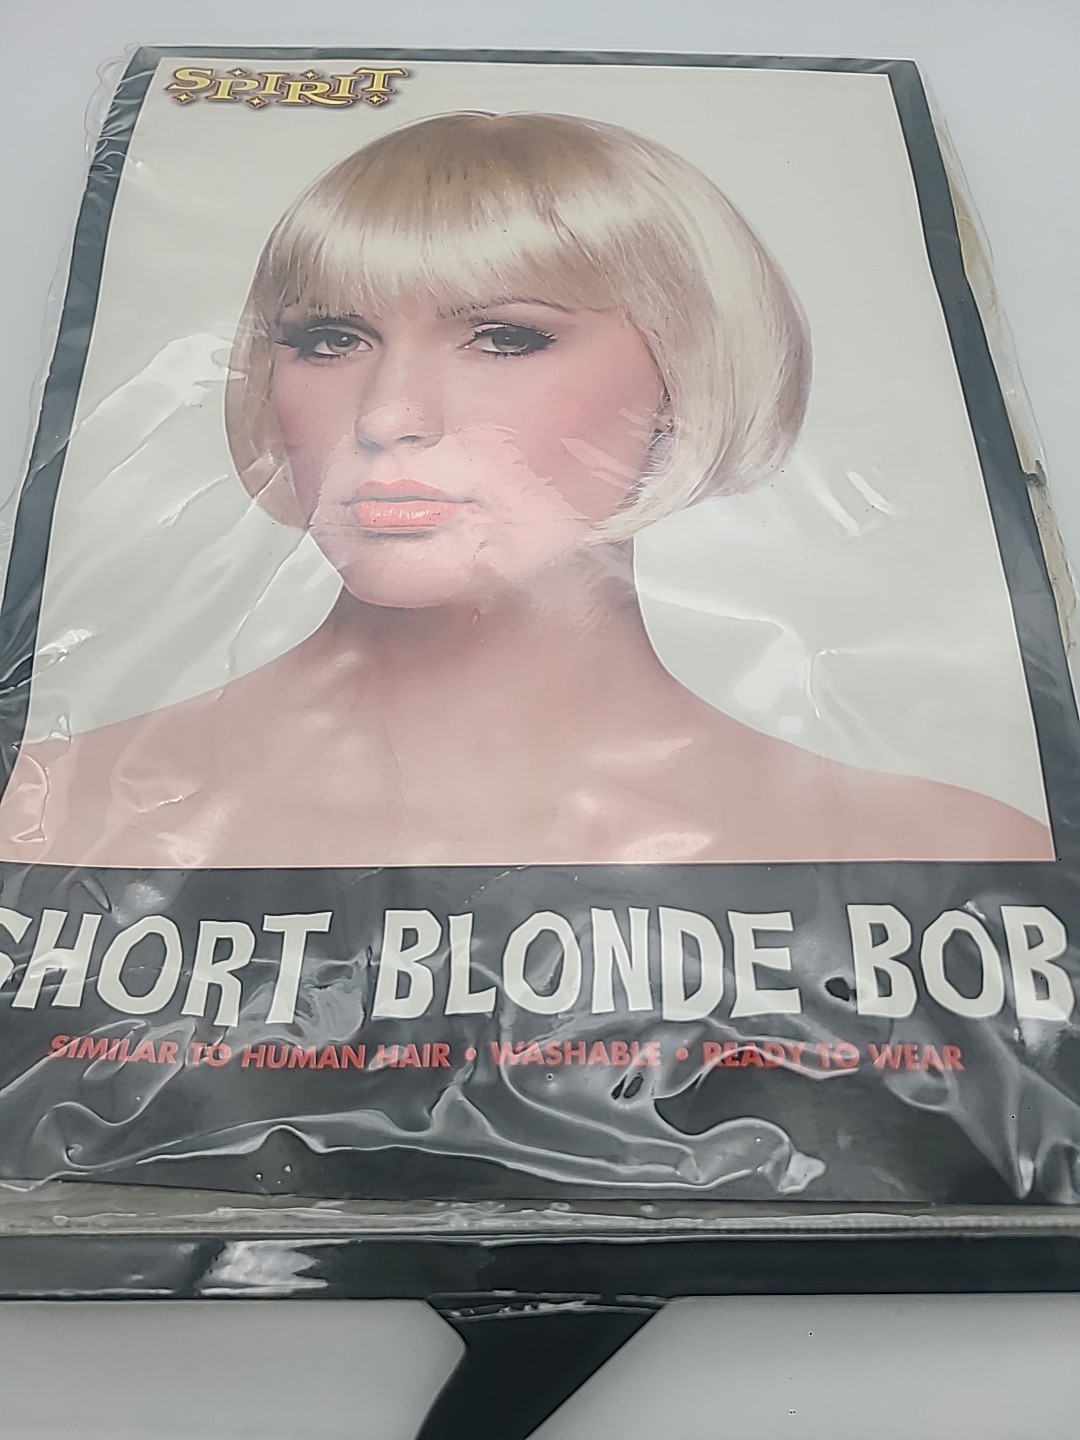 SPIRIT
SHORT BLONDE BOB
SIMILAR TO HUMAN HAIR • WASHABLE • READY TO WEAR